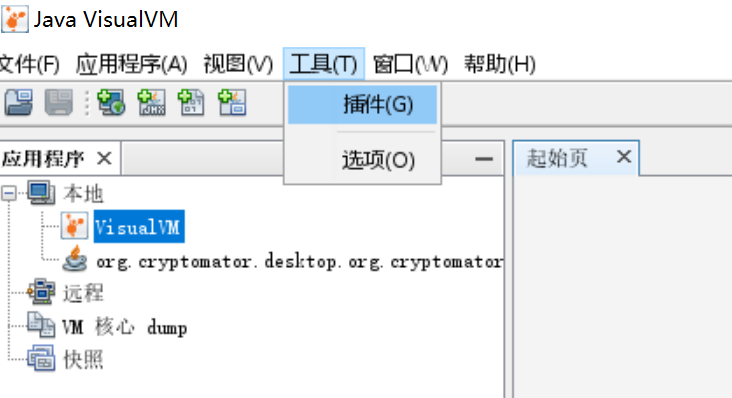 Java VisualVM
文件(F) 应用程序(A) 视图(V) 工具(T) 窗口(W) 帮助(H)
插件(G)
选项(O)
应用程序
起始页
本地
VisualVM
org.cryptomator.desktop.org.cryptomator
远程
VM 核心 dump
快照